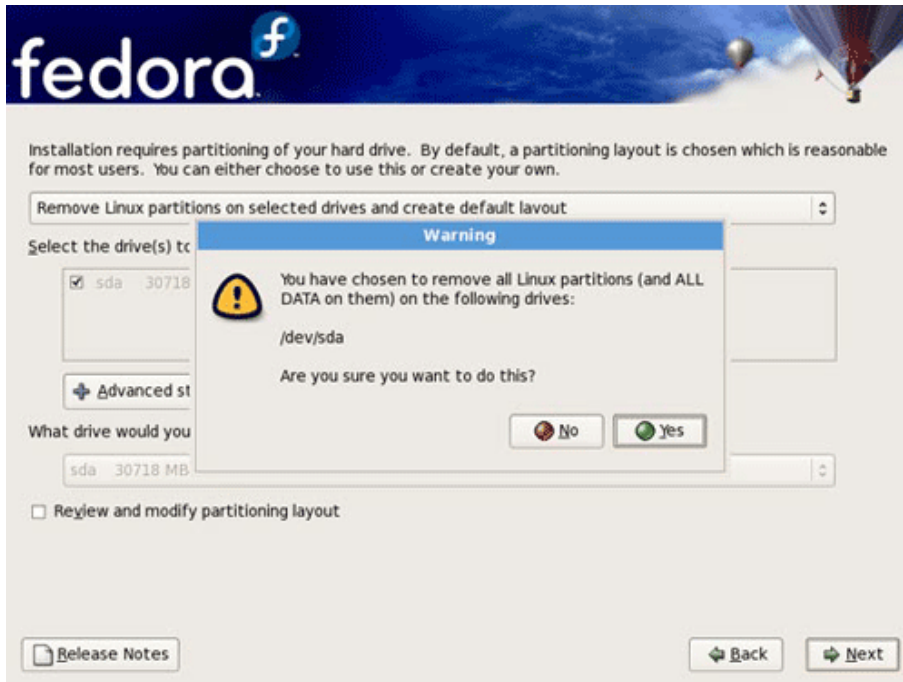 fedora
Installation requires partitioning of your hard drive. By default, a partitioning layout is chosen which is reasonable
for most users. You can either choose to use this or create your own.
Remove Linux partitions on selected drives and create default layout
Select the drive(s) to
Warning
sda 30718
You have chosen to remove all Linux partitions (and ALL
DATA on them) on the following drives:
/dev/sda
Are you sure you want to do this?
Advanced st
No Yes
What drive would you
sda 30718 MB
Review and modify partitioning layout
Release Notes Back Next